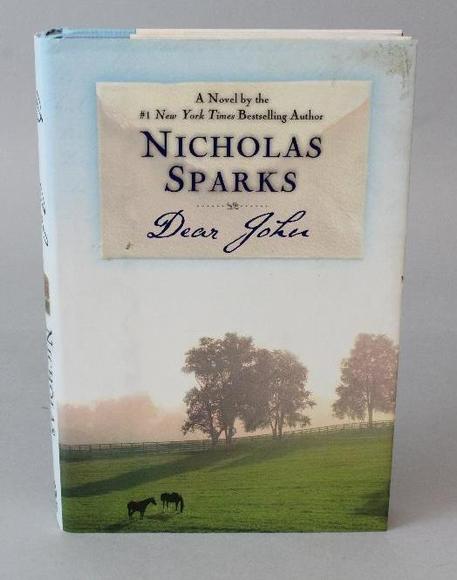 A Novel by the
#1 New York Times Bestselling Author
NICHOLAS
SPARKS
Dear John